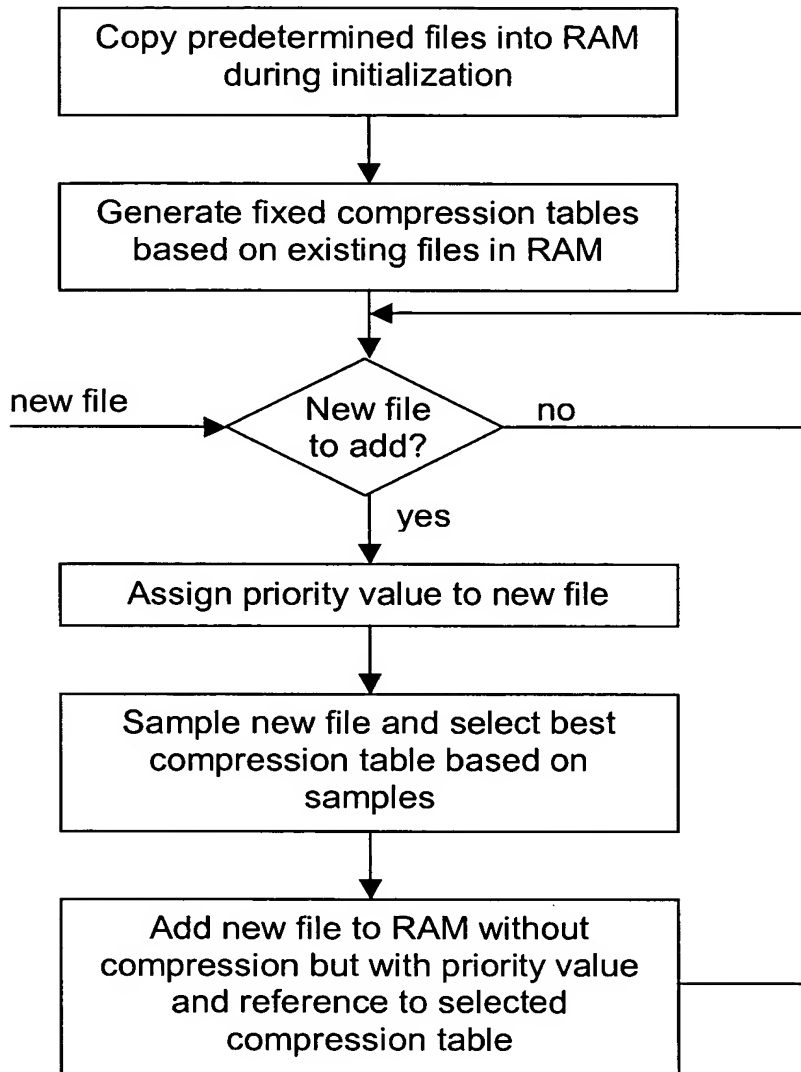 Copy predetermined files into RAM
during initialization
Generate fixed compression tables
based on existing files in RAM
new file
New file
to add?
no
yes
Assign priority value to new file
Sample new file and select best
compression table based on
samples
Add new file to RAM without
compression but with priority value
and reference to selected
compression table